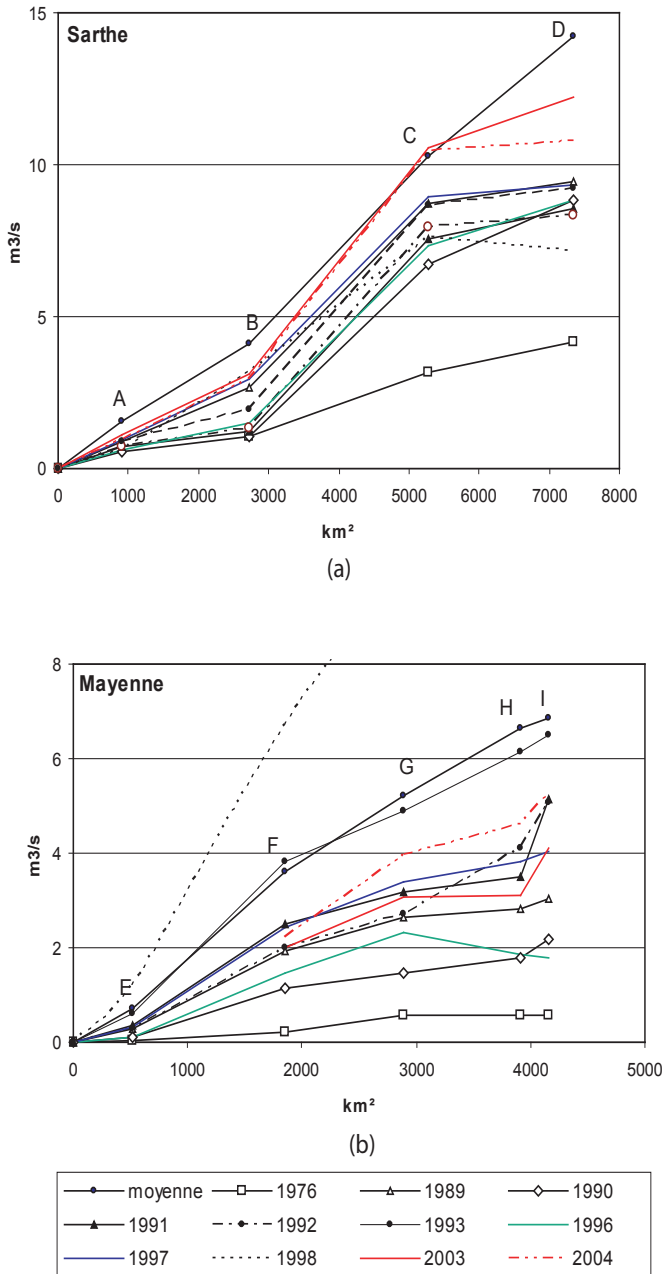 15
Sarthe
D
C
10
m3/s
B
5
A
0
0 1000 2000 3000 4000 5000 6000 7000 8000
km²
(a)
8
Mayenne
I
H
6
G
m3/s
4
F
2
E
0
0 1000 2000 3000 4000 5000
km²
(b)
moyenne 1976 1989 1990
1991 1992 1993 1996
1997 1998 2003 2004